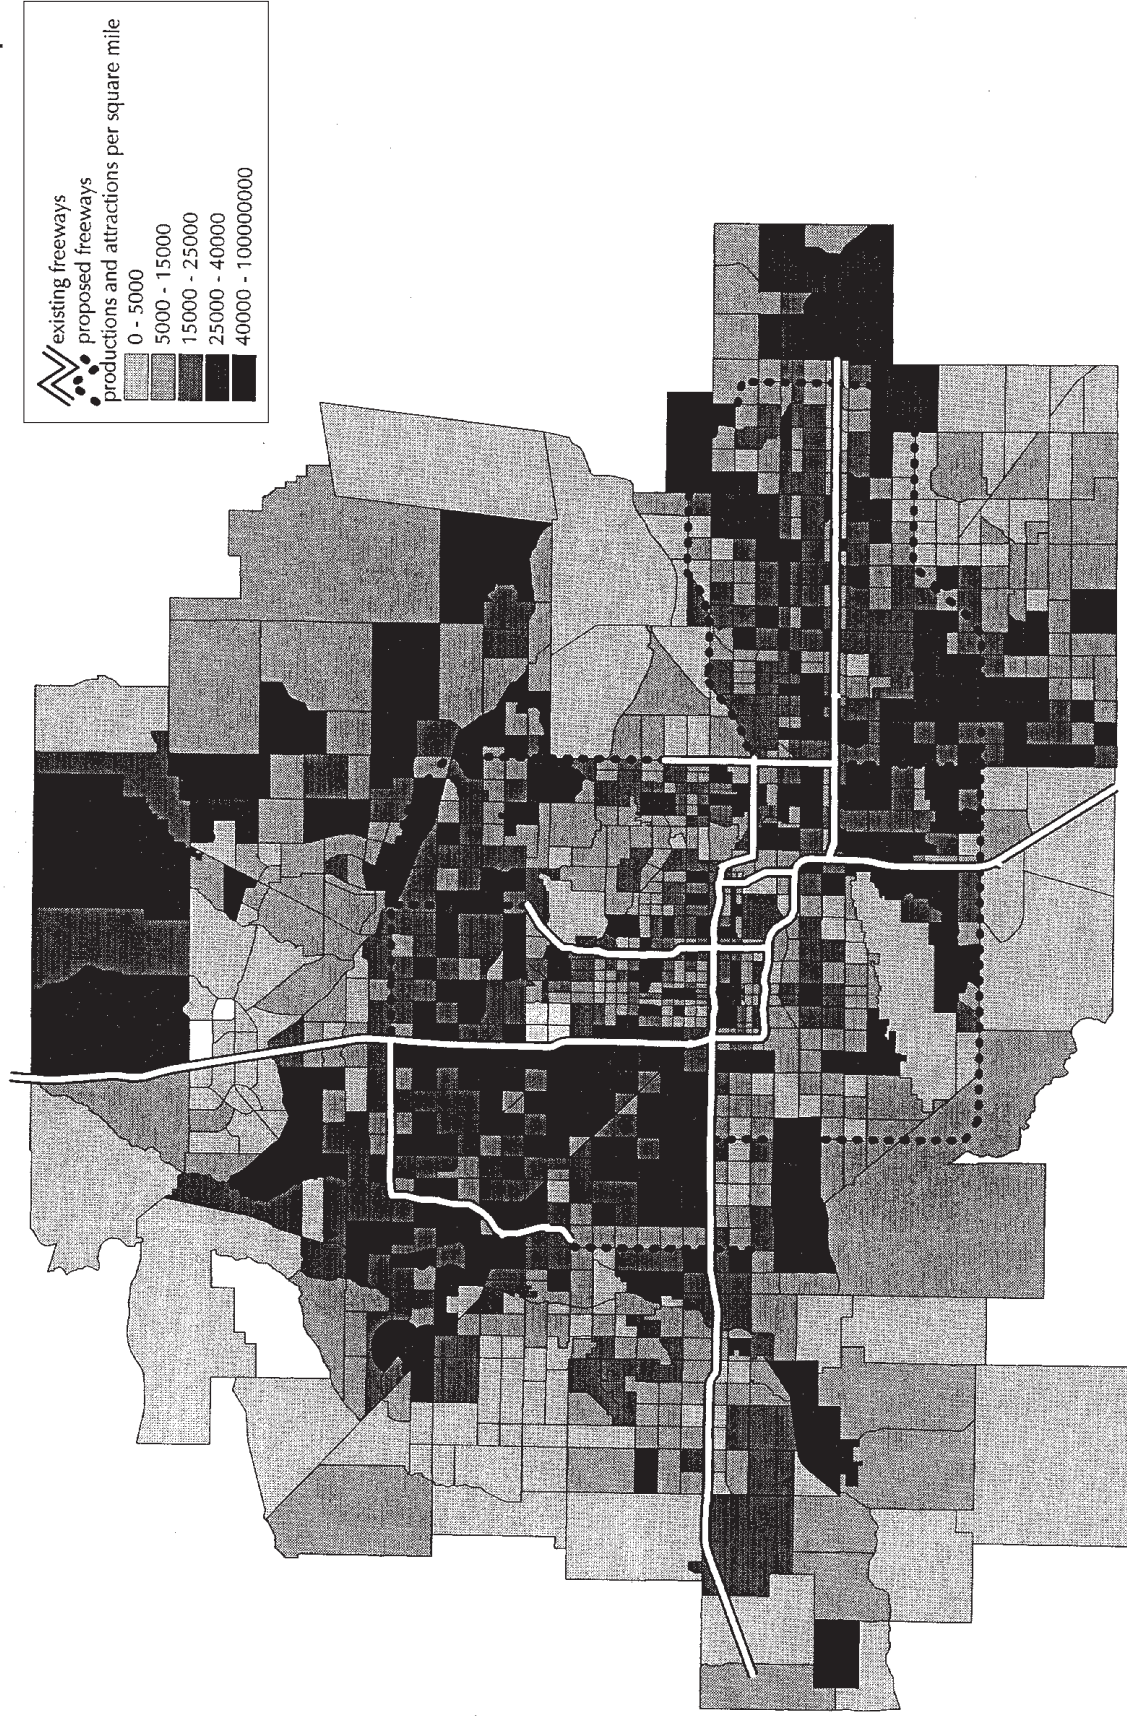 existing freeways
proposed freeways
productions and attractions per square mile
0 - 5000
5000 - 15000
15000 - 25000
25000 - 40000
40000 - 100000000